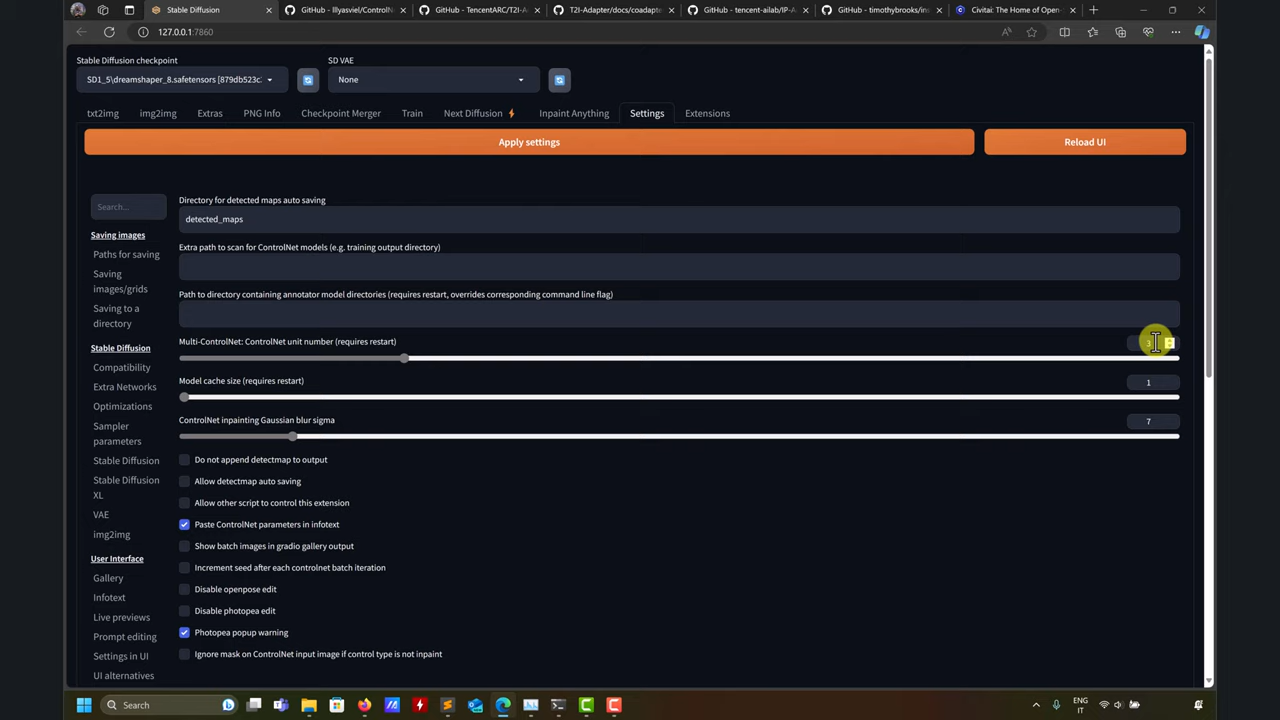 Stable Diffusion
GitHub - Illyasviel/ControlNe
GitHub - TencentARC/T2I-Ad
T2I-Adapter/docs/coadapte
GitHub - tencent-ailab/IP-A
GitHub - timothybrooks/ins
Civitai: The Home of Open-
127.0.0.1:7860
Stable Diffusion checkpoint
SD VAE
SD1_5\dreamshaper_8.safetensors [879db523c:
None
txt2img
img2img
Extras
PNG Info
Checkpoint Merger
Train
Next Diffusion
Inpaint Anything
Settings
Extensions
Apply settings
Reload UI
Search...
Saving images
Paths for saving
Saving
images/grids
Saving to a
directory
Stable Diffusion
Compatibility
Extra Networks
Optimizations
Sampler
parameters
Stable Diffusion
Stable Diffusion
XL
VAE
img2img
User Interface
Gallery
Infotext
Live previews
Prompt editing
Settings in UI
UI alternatives
Directory for detected maps auto saving
detected_maps
Extra path to scan for ControlNet models (e.g. training output directory)
Path to directory containing annotator model directories (requires restart, overrides corresponding command line flag)
Multi-ControlNet: ControlNet unit number (requires restart)
3
Model cache size (requires restart)
1
ControlNet inpainting Gaussian blur sigma
7
Do not append detectmap to output
Allow detectmap auto saving
Allow other script to control this extension
Paste ControlNet parameters in infotext
Show batch images in gradio gallery output
Increment seed after each controlnet batch iteration
Disable openpose edit
Disable photopea edit
Photopea popup warning
Ignore mask on ControlNet input image if control type is not inpaint
Search
ENG
IT